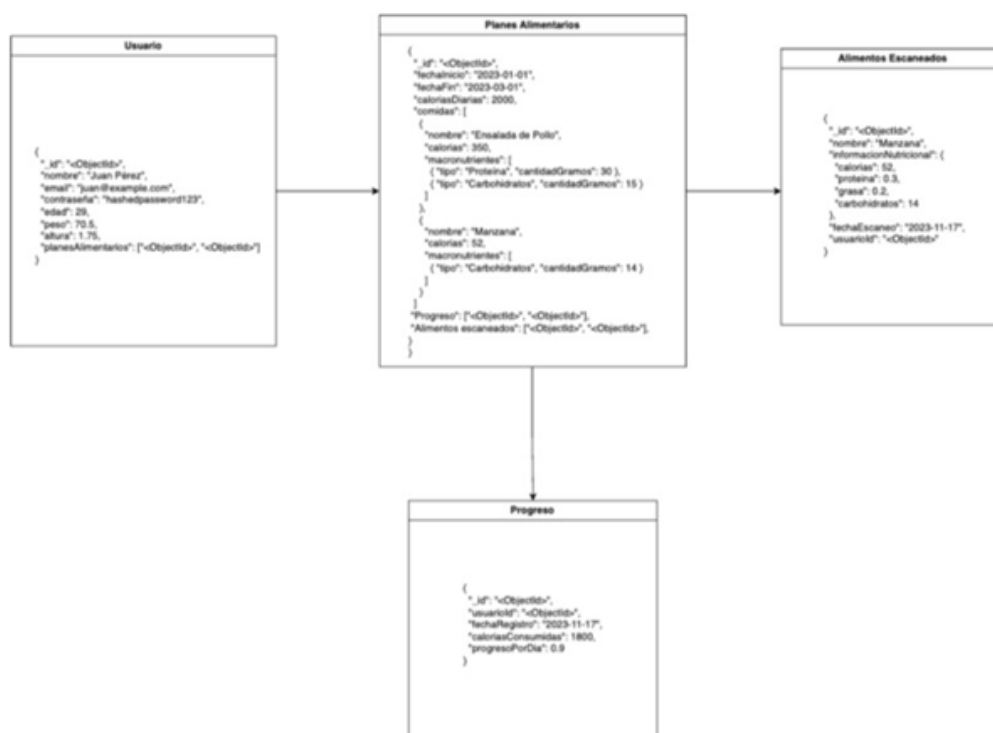 Usuario
{
"_id": "<ObjectId>",
"nombre": "Juan Pérez",
"email": "juan@example.com",
"contraseña": "hashedpassword123",
"edad": 29,
"peso": 70.5,
"altura": 1.75,
"planesAlimentarios": ["<ObjectId>", "<ObjectId>"]
}
Planes Alimentarios
{
"_id": "<ObjectId>",
"fechaInicio": "2023-01-01",
"fechaFin": "2023-03-01",
"caloriasDiarias": 2000,
"comidas": [
{
"nombre": "Ensalada de Pollo",
"calorias": 350,
"macronutrientes": [
{ "tipo": "Proteína", "cantidadGramos": 30 },
{ "tipo": "Carbohidratos", "cantidadGramos": 15 }
]
},
{
"nombre": "Manzana",
"calorias": 52,
"macronutrientes": [
{ "tipo": "Carbohidratos", "cantidadGramos": 14 }
]
}
]
"Progreso": ["<ObjectId>", "<ObjectId>"],
"Alimentos escaneados": ["<ObjectId>", "<ObjectId>"],
}
}
Alimentos Escaneados
{
"_id": "<ObjectId>",
"nombre": "Manzana",
"informacionNutricional": {
"calorias": 52,
"proteina": 0.3,
"grasa": 0.2,
"carbohidratos": 14
},
"fechaEscaneo": "2023-11-17",
"usuarioId": "<ObjectId>"
}
Progreso
{
"_id": "<ObjectId>",
"usuarioId": "<ObjectId>",
"fechaRegistro": "2023-11-17",
"caloriasConsumidas": 1800,
"progresoPorDia": 0.9
}